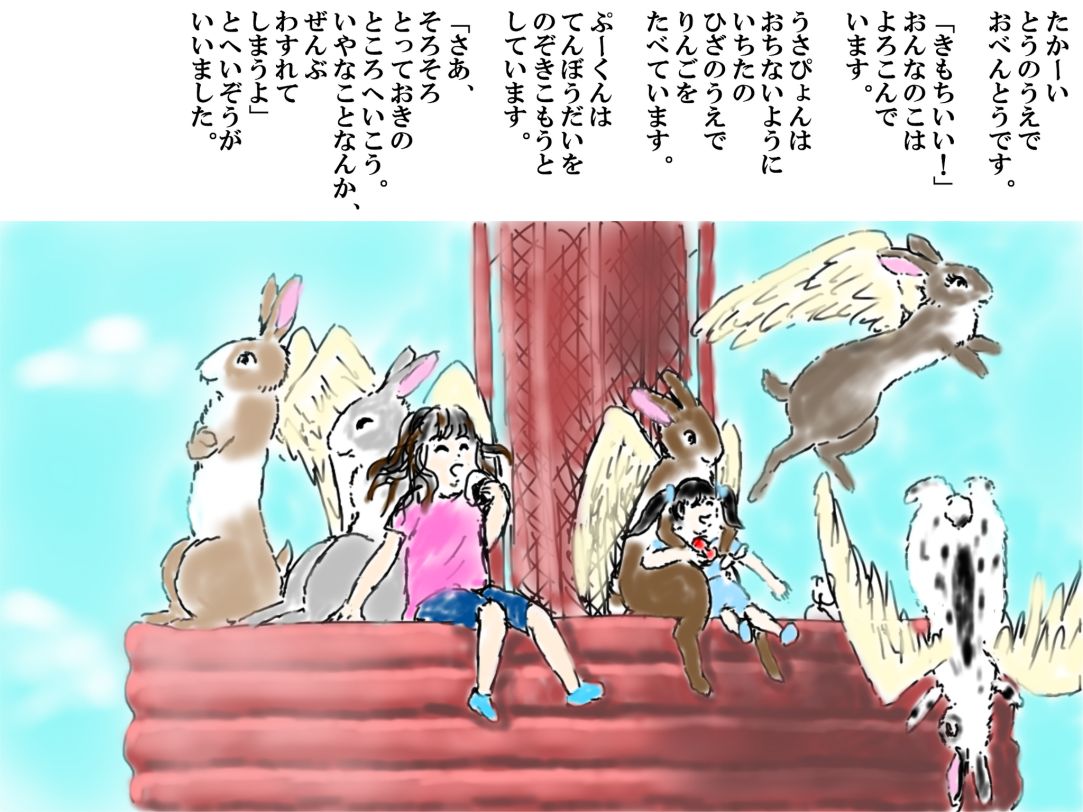 たかーい
とうのうえで
おべんとうです。
「きもちいい！」
おんなのこは
よろこんで
います。
うさぴょんは
おちないように
いちたの
ひざのうえで
りんごを
たべています。
ぷーくんは
てんぼうだいを
のぞきこもうと
しています。
「さあ、
そろそろ
とっておきの
ところへいこう。
いやなことなんか、
ぜんぶ
わすれて
しまうよ」
とへいぞうが
いいました。